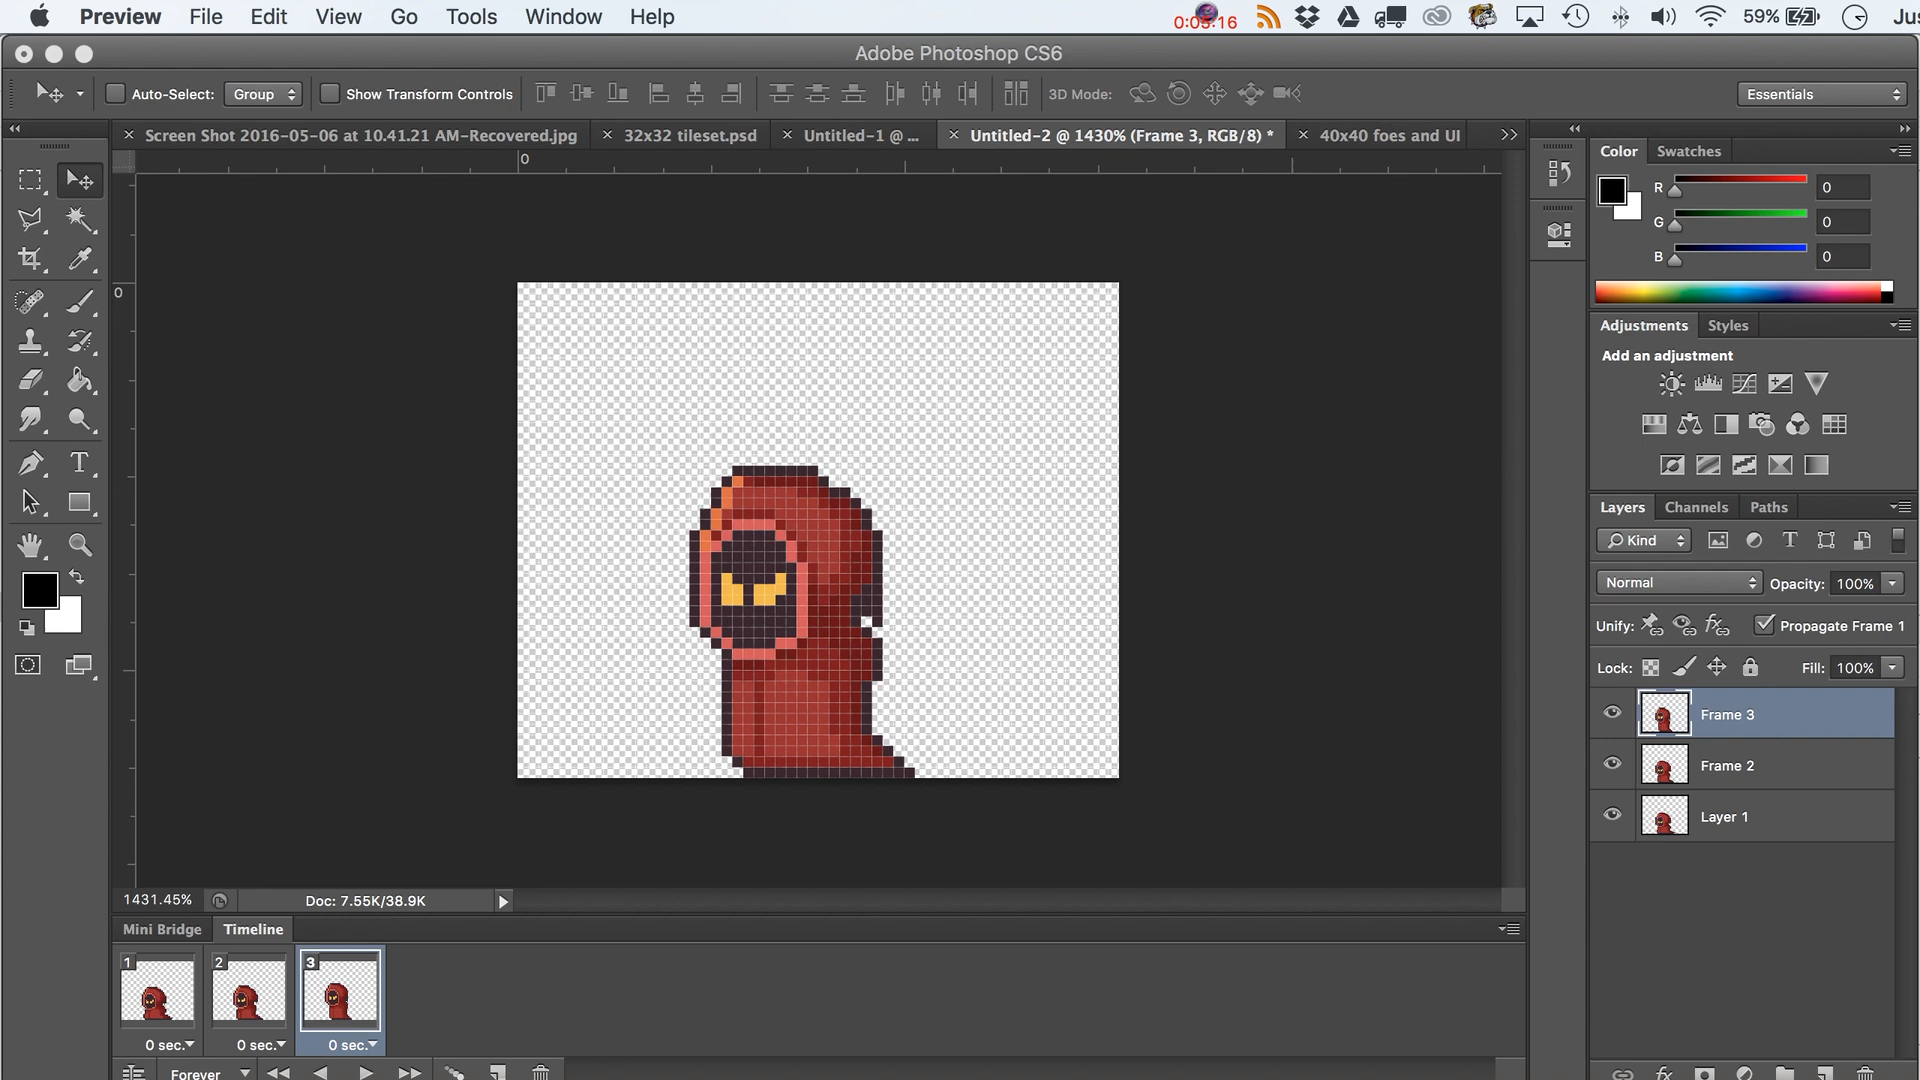 Preview File Edit View Go Tools Window Help 0:05:16 59% Jus
Adobe Photoshop CS6
Auto-Select: Group Show Transform Controls 3D Mode: Essentials
Screen Shot 2016-05-06 at 10.41.21 AM-Recovered.jpg 32x32 tileset.psd Untitled-1 @ ... Untitled-2 @ 1430% (Frame 3, RGB/8) * 40x40 foes and UI
Color Swatches
0
R 0
G 0
B 0
0
Adjustments Styles
Add an adjustment
Layers Channels Paths
Kind
Normal Opacity: 100%
Unify: Propagate Frame 1
Lock: Fill: 100%
Frame 3
Frame 2
Layer 1
1431.45% Doc: 7.55K/38.9K
Mini Bridge Timeline
1 2 3
0 sec. 0 sec. 0 sec.
Forever